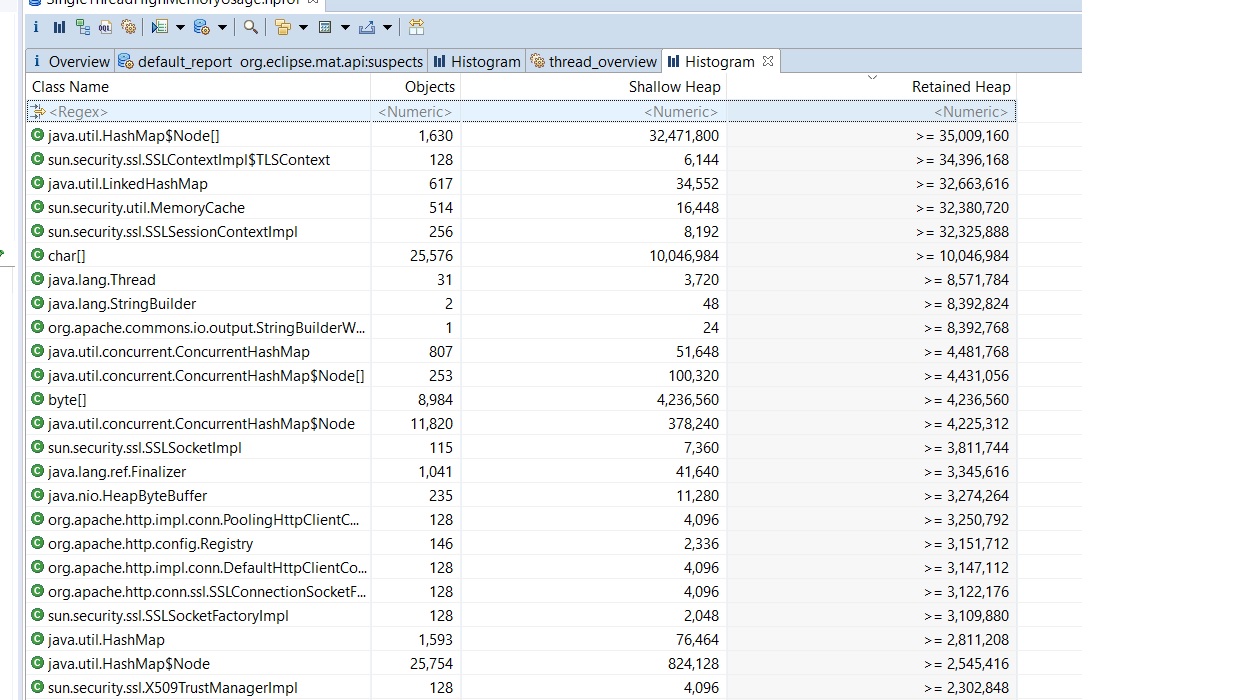 SingleThreadHighMemoryUsage.hprof
i OQL
i Overview default_report org.eclipse.mat.api:suspects Histogram thread_overview Histogram
Class Name Objects Shallow Heap Retained Heap
<Regex> <Numeric> <Numeric> <Numeric>
java.util.HashMap$Node[] 1,630 32,471,800 >= 35,009,160
sun.security.ssl.SSLContextImpl$TLSContext 128 6,144 >= 34,396,168
java.util.LinkedHashMap 617 34,552 >= 32,663,616
sun.security.util.MemoryCache 514 16,448 >= 32,380,720
sun.security.ssl.SSLSessionContextImpl 256 8,192 >= 32,325,888
char[] 25,576 10,046,984 >= 10,046,984
java.lang.Thread 31 3,720 >= 8,571,784
java.lang.StringBuilder 2 48 >= 8,392,824
org.apache.commons.io.output.StringBuilderW... 1 24 >= 8,392,768
java.util.concurrent.ConcurrentHashMap 807 51,648 >= 4,481,768
java.util.concurrent.ConcurrentHashMap$Node[] 253 100,320 >= 4,431,056
byte[] 8,984 4,236,560 >= 4,236,560
java.util.concurrent.ConcurrentHashMap$Node 11,820 378,240 >= 4,225,312
sun.security.ssl.SSLSocketImpl 115 7,360 >= 3,811,744
java.lang.ref.Finalizer 1,041 41,640 >= 3,345,616
java.nio.HeapByteBuffer 235 11,280 >= 3,274,264
org.apache.http.impl.conn.PoolingHttpClientC... 128 4,096 >= 3,250,792
org.apache.http.config.Registry 146 2,336 >= 3,151,712
org.apache.http.impl.conn.DefaultHttpClientCo... 128 4,096 >= 3,147,112
org.apache.http.conn.ssl.SSLConnectionSocketF... 128 4,096 >= 3,122,176
sun.security.ssl.SSLSocketFactoryImpl 128 2,048 >= 3,109,880
java.util.HashMap 1,593 76,464 >= 2,811,208
java.util.HashMap$Node 25,754 824,128 >= 2,545,416
sun.security.ssl.X509TrustManagerImpl 128 4,096 >= 2,302,848